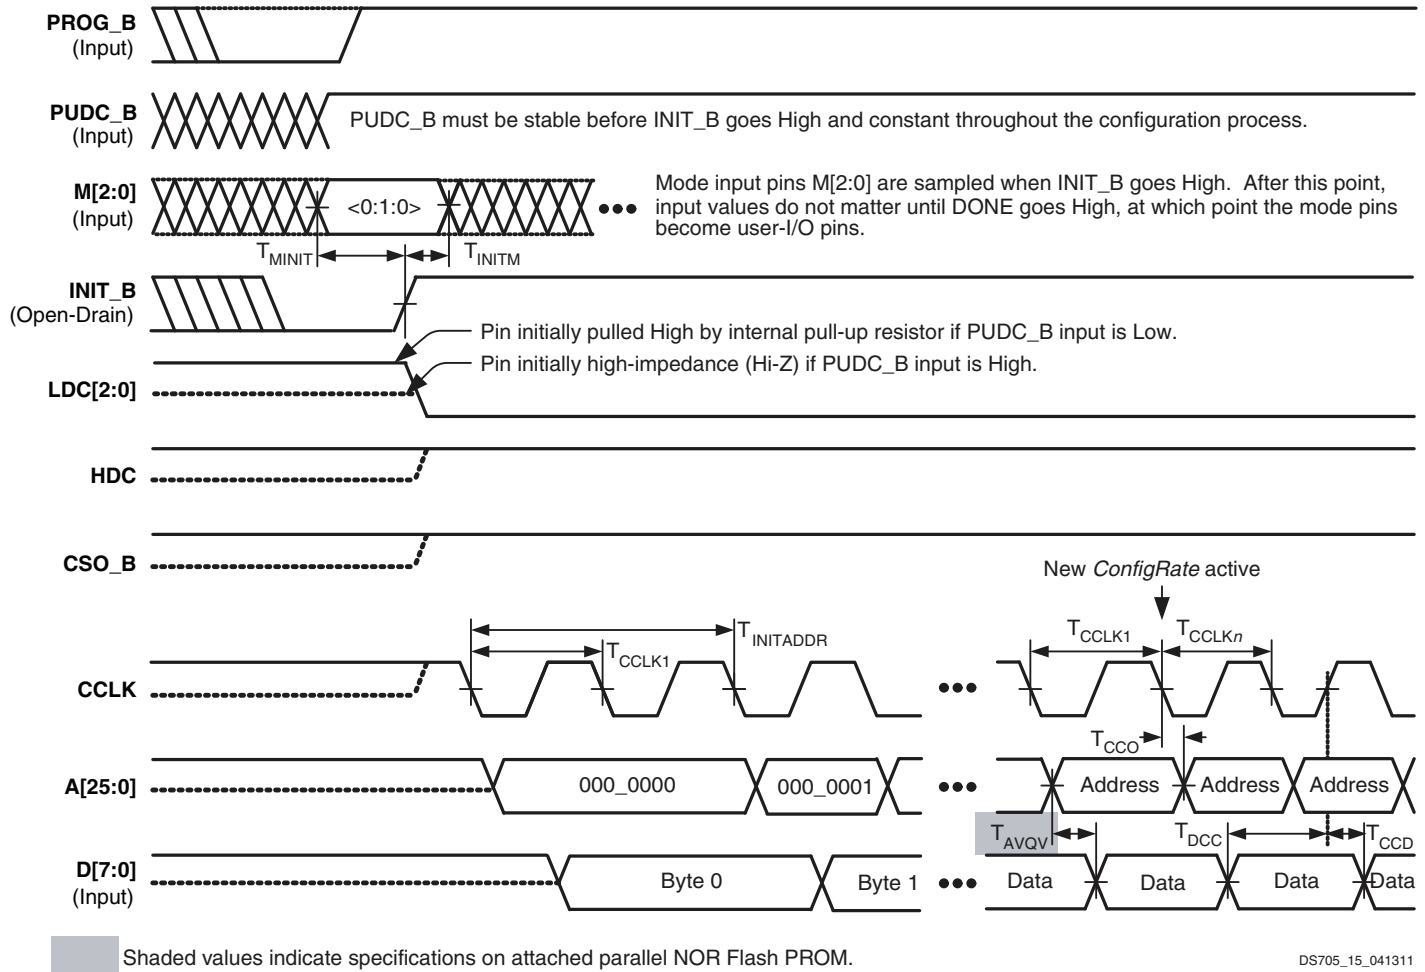 PROG_B
(Input)
PUDC_B
(Input)
PUDC_B must be stable before INIT_B goes High and constant throughout the configuration process.
M[2:0]
(Input)
<0:1:0>
Mode input pins M[2:0] are sampled when INIT_B goes High. After this point,
input values do not matter until DONE goes High, at which point the mode pins
become user-I/O pins.
TMINIT
TINITM
INIT_B
(Open-Drain)
Pin initially pulled High by internal pull-up resistor if PUDC_B input is Low.
Pin initially high-impedance (Hi-Z) if PUDC_B input is High.
LDC[2:0]
HDC
CSO_B
New ConfigRate active
TINITADDR
TCCLK1
TCCLK1
TCCLKn
CCLK
TCCO
A[25:0]
000_0000
000_0001
Address
Address
Address
TAVQV
TDCC
TCCD
D[7:0]
(Input)
Byte 0
Byte 1
Data
Data
Data
Data
Shaded values indicate specifications on attached parallel NOR Flash PROM.
DS705_15_041311